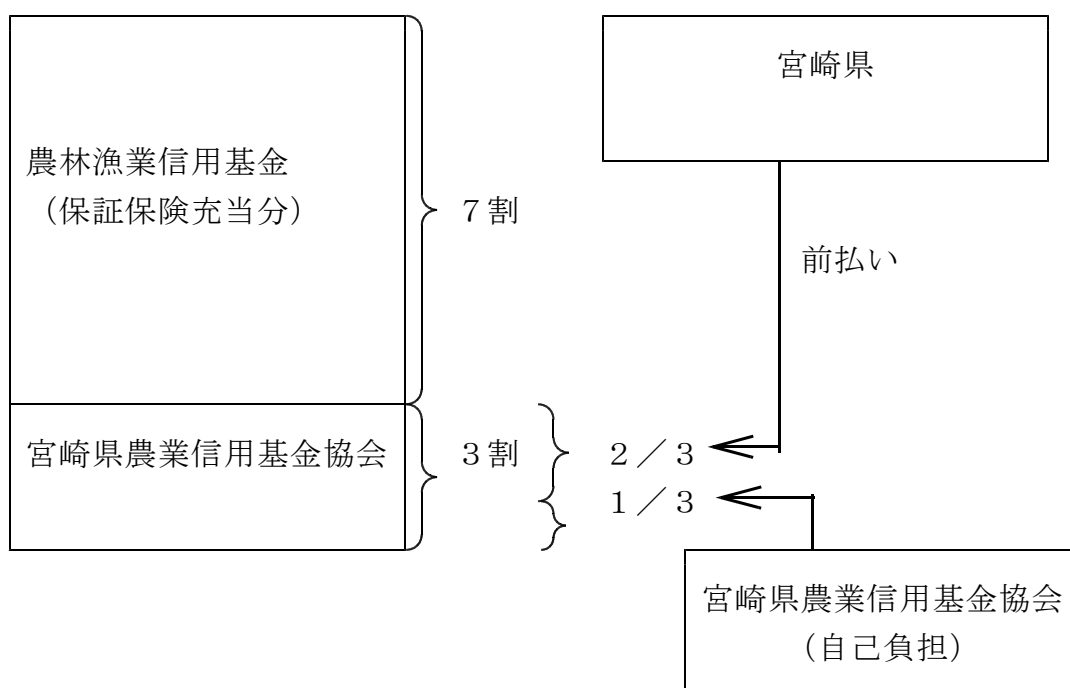 宮崎県
農林漁業信用基金
（保証保険充当分）
７割
前払い
宮崎県農業信用基金協会
３割
２／３
１／３
宮崎県農業信用基金協会
（自己負担）